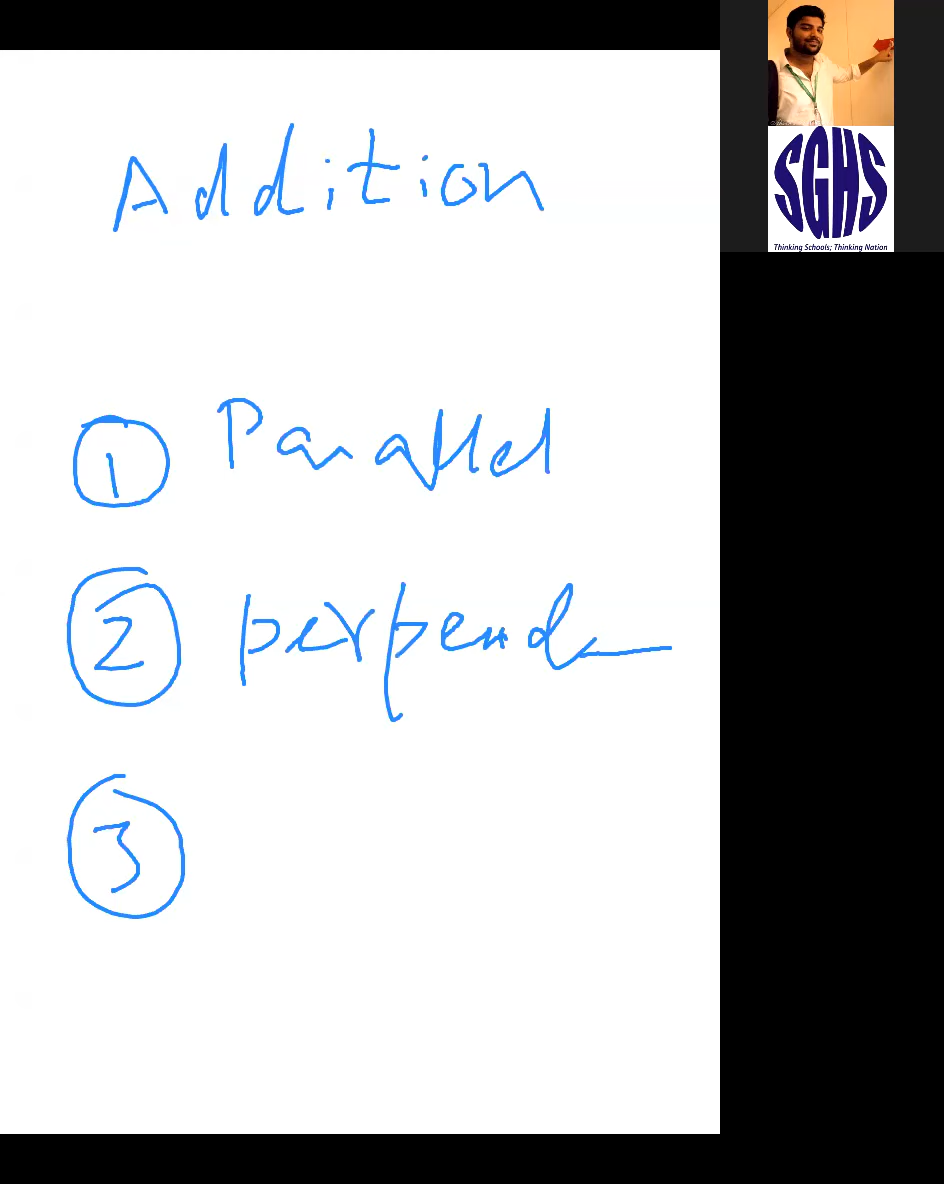 Addition
① Parallel
② perpend
③
SGHS
Thinking Schools; Thinking Nation